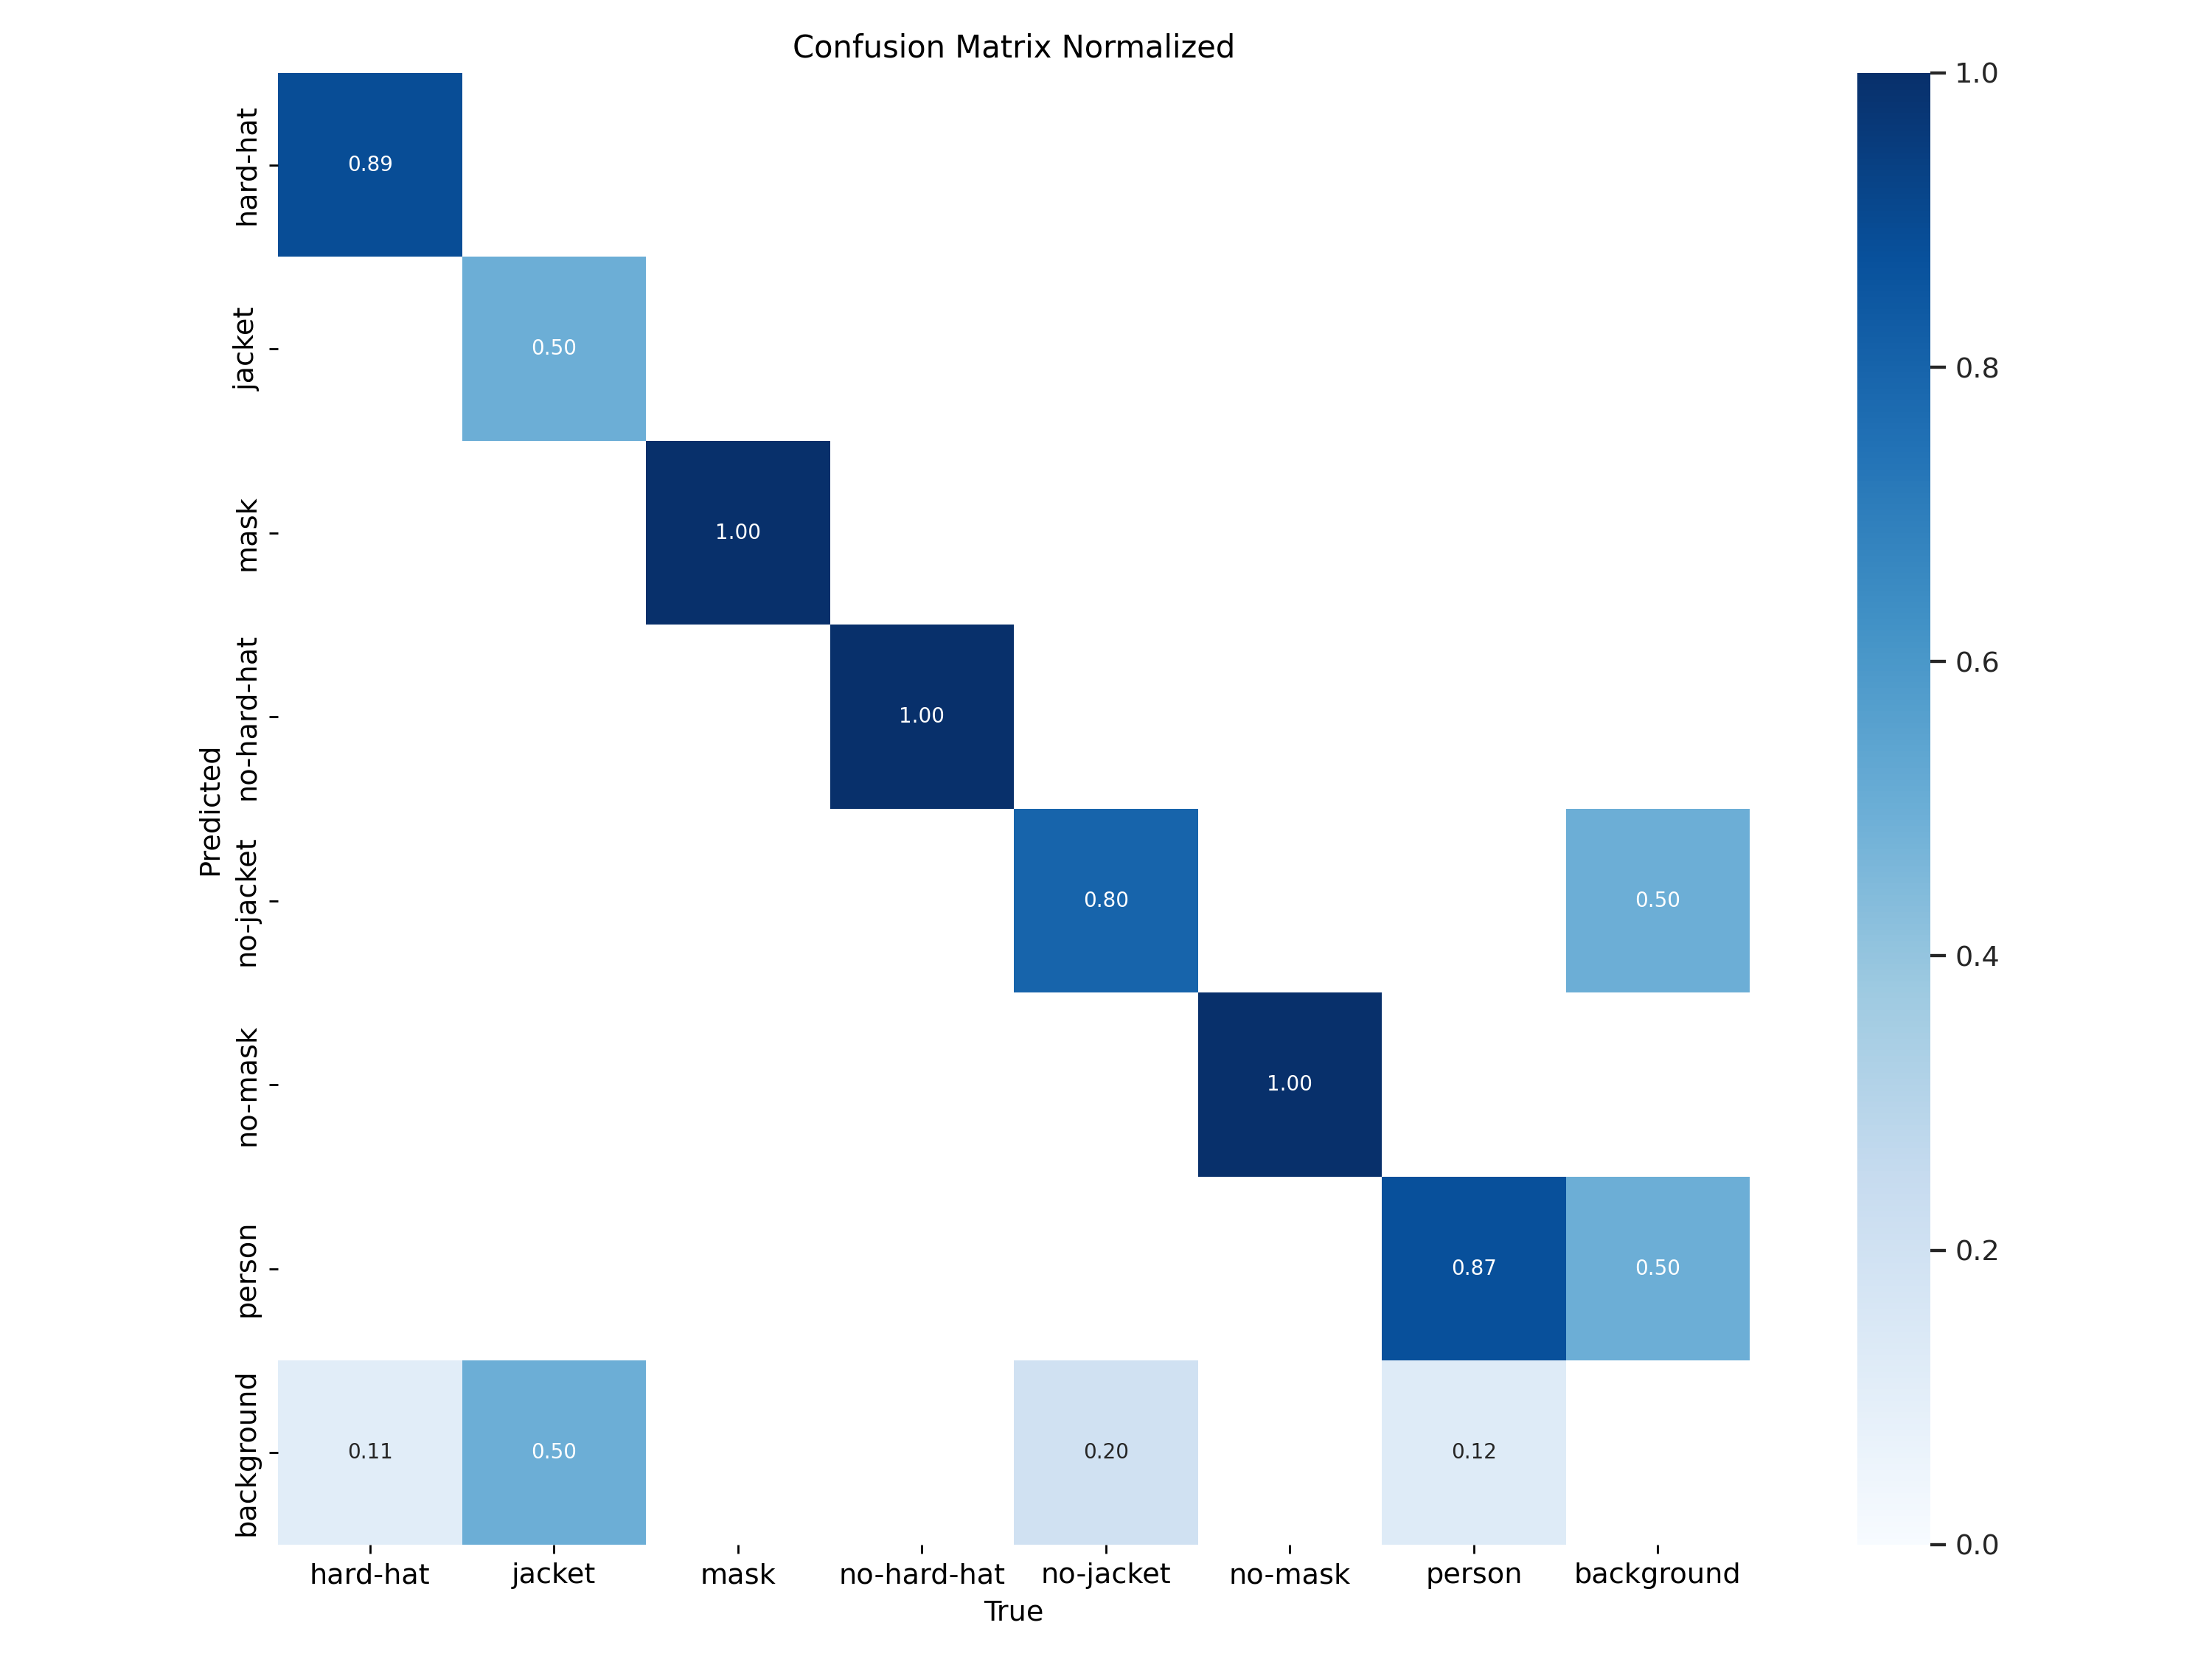 Confusion Matrix Normalized
hard-hat
0.89
1.0
jacket
0.50
0.8
mask
1.00
0.6
no-hard-hat
1.00
Predicted
no-jacket
0.80
0.50
0.4
no-mask
1.00
person
0.87
0.50
0.2
background
0.11
0.50
0.20
0.12
0.0
hard-hat jacket mask no-hard-hat no-jacket no-mask person background
True